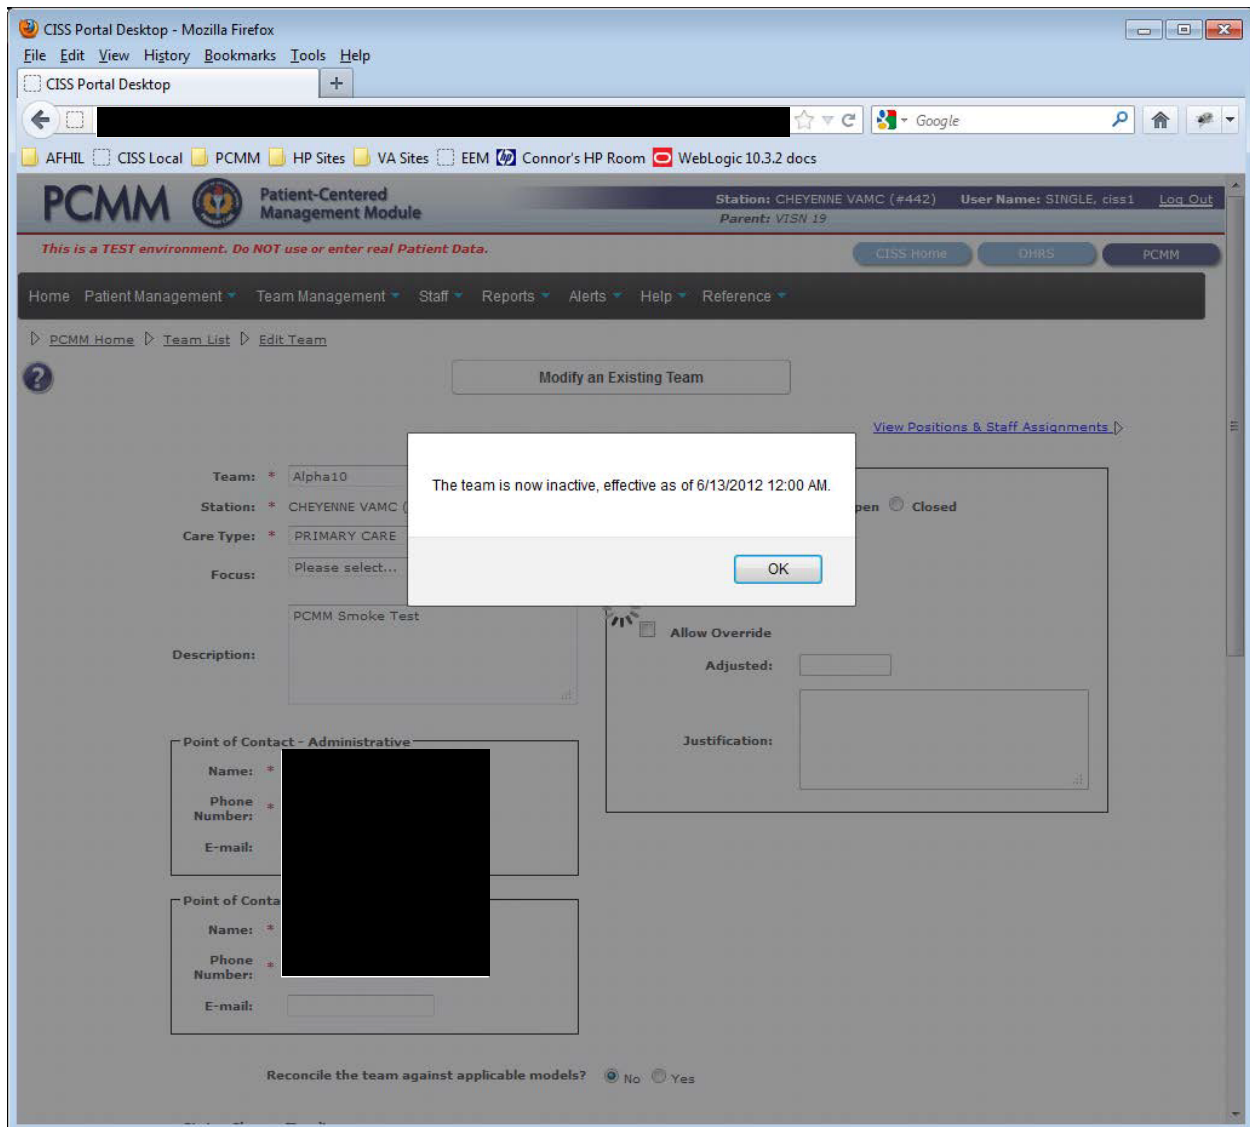 CISS Portal Desktop - Mozilla Firefox
File Edit View History Bookmarks Tools Help
CISS Portal Desktop +
Google
AFHIL CISS Local PCMM HP Sites VA Sites EEM hp Connor's HP Room WebLogic 10.3.2 docs
PCMM Patient-Centered Management Module
Station: CHEYENNE VAMC (#442) User Name: SINGLE, ciss1 Log Out
Parent: VISN 19
This is a TEST environment. Do NOT use or enter real Patient Data.
CISS Home OHRS PCMM
Home Patient Management Team Management Staff Reports Alerts Help Reference
PCMM Home Team List Edit Team
?
Modify an Existing Team
View Positions & Staff Assignments
The team is now inactive, effective as of 6/13/2012 12:00 AM.
OK
Team: * Alpha10
Station: * CHEYENNE VAMC (
Care Type: * PRIMARY CARE
Focus: Please select...
Description: PCMM Smoke Test
pen Closed
Allow Override
Adjusted:
Justification:
Point of Contact - Administrative
Name: *
Phone Number: *
E-mail:
Point of Conta
Name: *
Phone Number: *
E-mail:
Reconcile the team against applicable models? No Yes